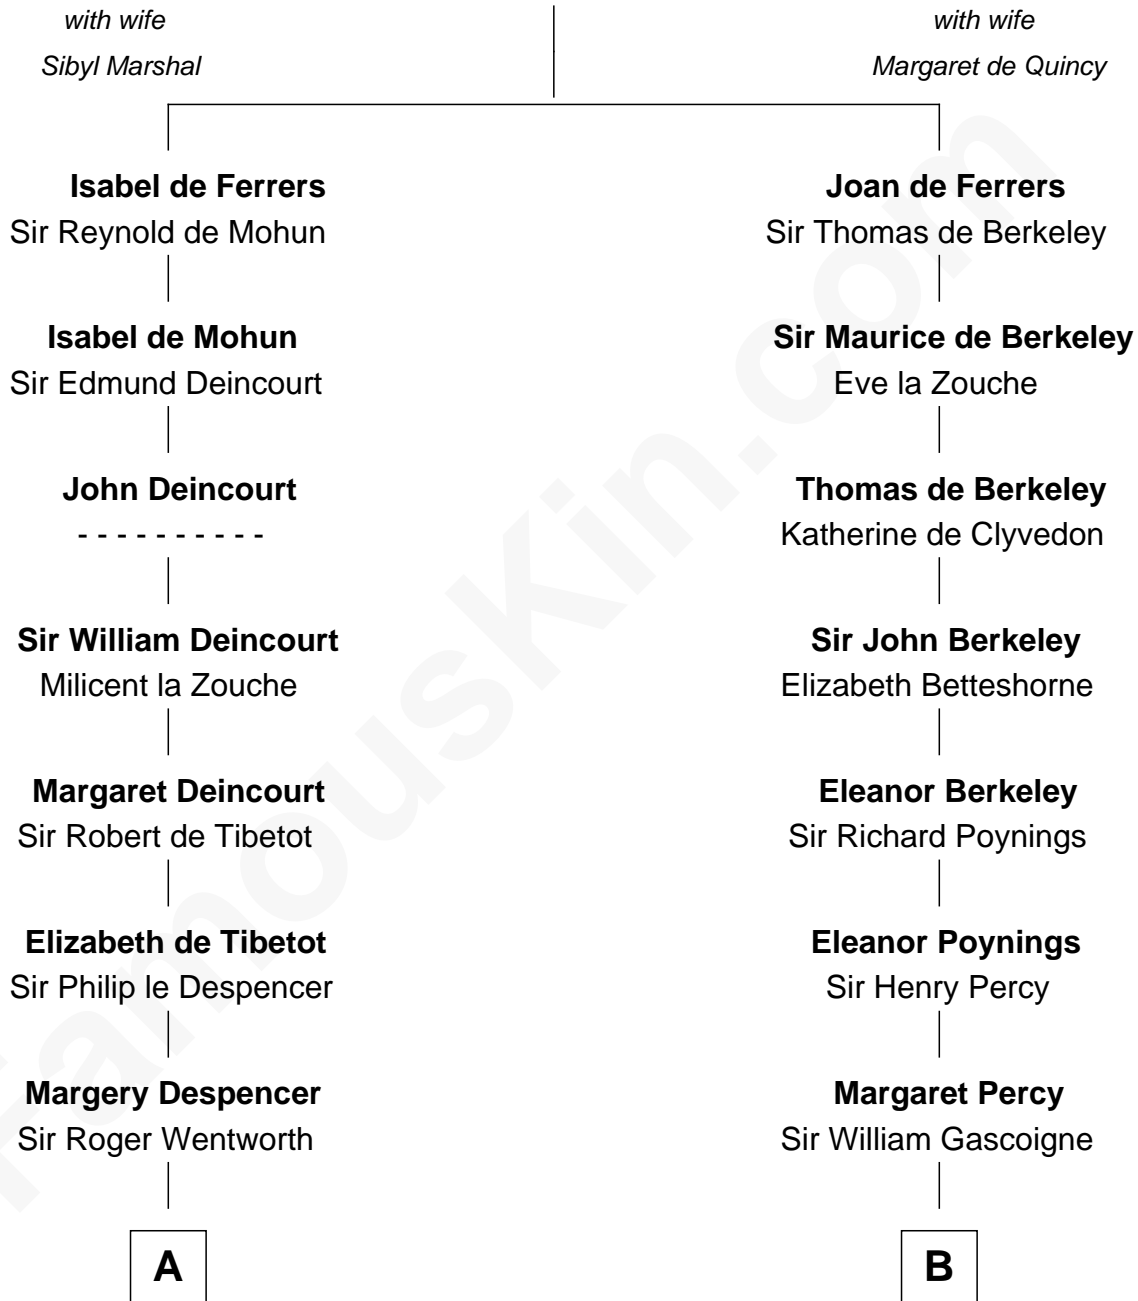 with wife
Sibyl Marshal
with wife
Margaret de Quincy
Isabel de Ferrers
Sir Reynold de Mohun
Joan de Ferrers
Sir Thomas de Berkeley
Isabel de Mohun
Sir Edmund Deincourt
Sir Maurice de Berkeley
Eve la Zouche
John Deincourt
- - - - - - - - - -
Thomas de Berkeley
Katherine de Clyvedon
Sir William Deincourt
Milicent la Zouche
Sir John Berkeley
Elizabeth Betteshorne
Margaret Deincourt
Sir Robert de Tibetot
Eleanor Berkeley
Sir Richard Poynings
Elizabeth de Tibetot
Sir Philip le Despencer
Eleanor Poynings
Sir Henry Percy
Margery Despencer
Sir Roger Wentworth
Margaret Percy
Sir William Gascoigne
A
B
FamousKin.com